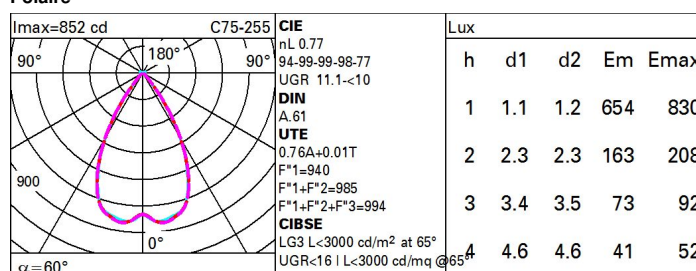 Imax=852 cd C75-255
90° 180° 90°
900
0°
α=60°
CIE
nL 0.77
94-99-99-98-77
UGR 11.1-<10
DIN
A.61
UTE
0.76A+0.01T
F"1=940
F"1+F"2=985
F"1+F"2+F"3=994
CIBSE
LG3 L<3000 cd/m² at 65°
UGR<16 | L<3000 cd/mq @65°
Lux
h d1 d2 Em Emax
1 1.1 1.2 654 830
2 2.3 2.3 163 208
3 3.4 3.5 73 92
4 4.6 4.6 41 52